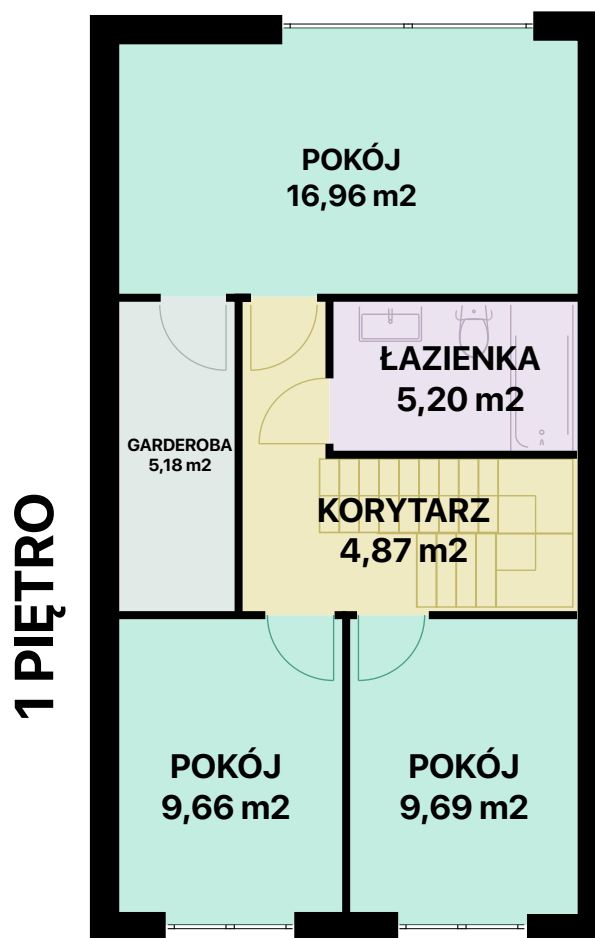 POKÓJ
16,96 m2
ŁAZIENKA
5,20 m2
GARDEROBA
5,18 m2
KORYTARZ
4,87 m2
1 PIĘTRO
POKÓJ
9,66 m2
POKÓJ
9,69 m2